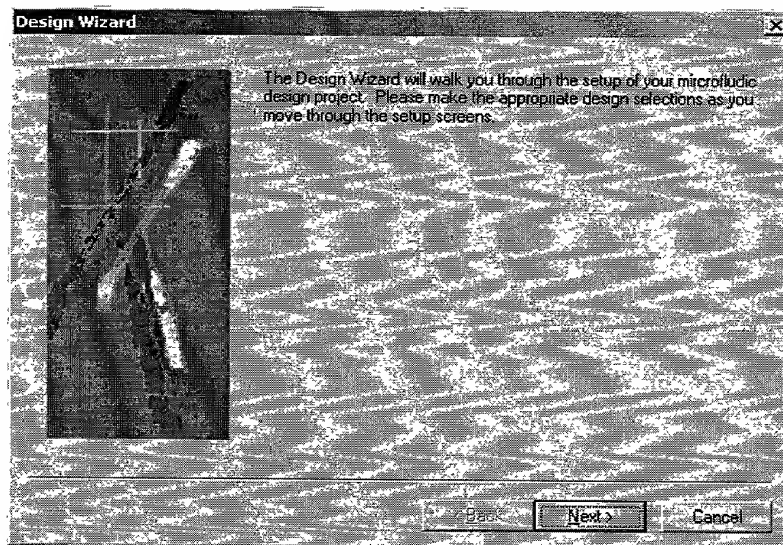 Design Wizard
The Design Wizard will walk you through the setup of your mircrofludic
design project. Please make the appropriate design selections as you
move through the setup screens.
< Back
Next >
Cancel